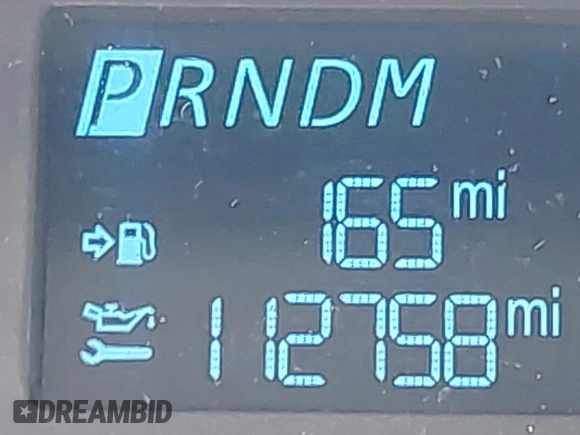 PRNDM
165 mi
112758 mi
DREAMBID